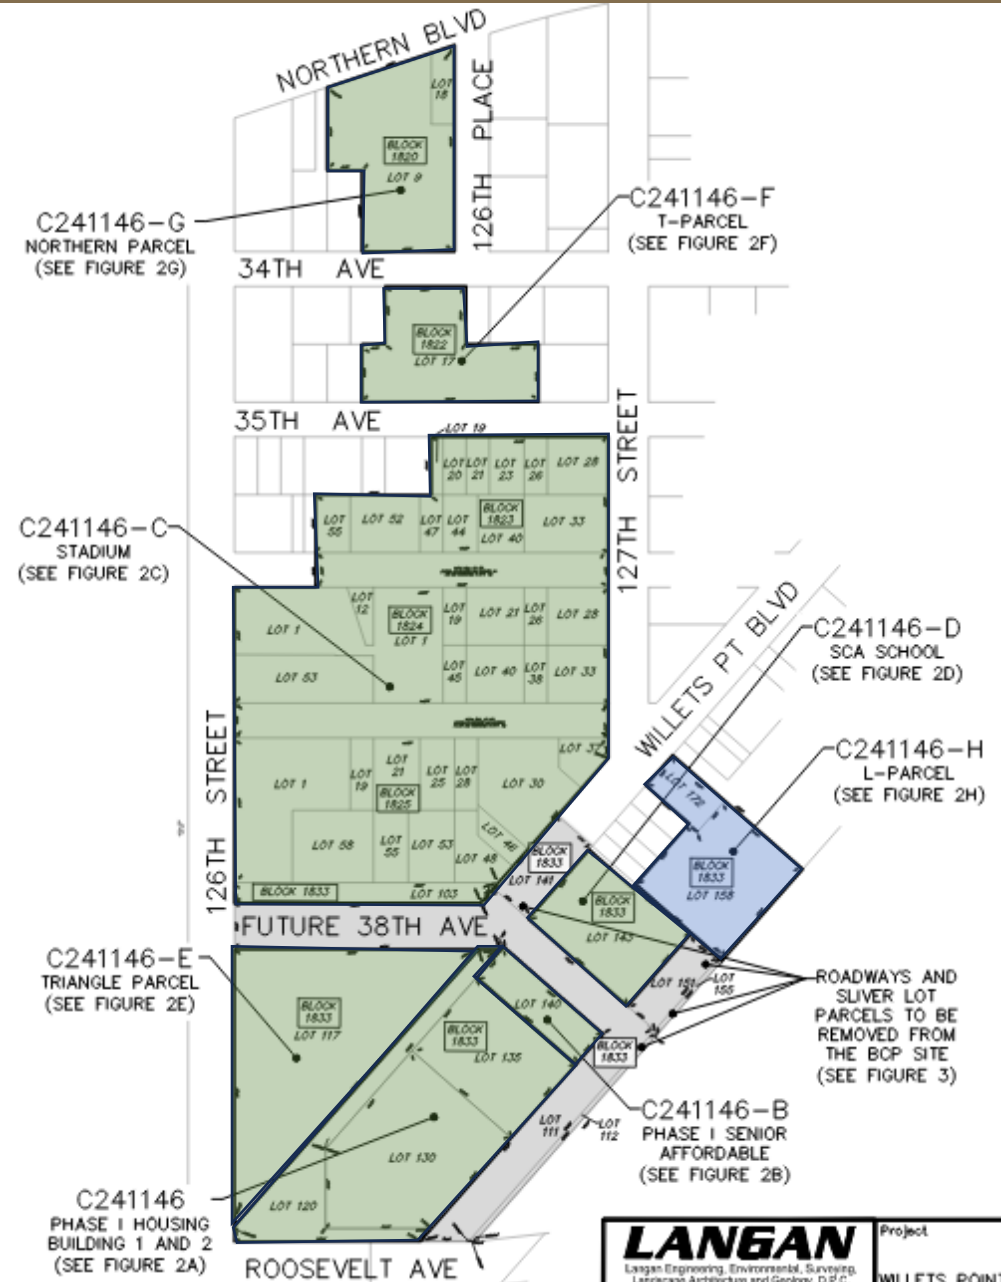 NORTHERN BLVD
126TH PLACE
LOT 18
BLOCK 1820
LOT 9
C241146-G
NORTHERN PARCEL
(SEE FIGURE 2G)
C241146-F
T-PARCEL
(SEE FIGURE 2F)
34TH AVE
BLOCK 1822
LOT 17
35TH AVE
127TH STREET
LOT 19
LOT 20
LOT 21
LOT 23
LOT 26
LOT 28
LOT 55
LOT 52
LOT 47
LOT 44
BLOCK 1823
LOT 40
LOT 33
C241146-C
STADIUM
(SEE FIGURE 2C)
LOT 1
LOT 12
BLOCK 1824
LOT 1
LOT 19
LOT 21
LOT 26
LOT 28
LOT 53
LOT 45
LOT 40
LOT 38
LOT 33
WILLETS PT BLVD
C241146-D
SCA SCHOOL
(SEE FIGURE 2D)
126TH STREET
LOT 1
LOT 19
LOT 21
BLOCK 1825
LOT 25
LOT 28
LOT 30
LOT 37
LOT 58
LOT 55
LOT 53
LOT 48
LOT 46
C241146-H
L-PARCEL
(SEE FIGURE 2H)
LOT 172
BLOCK 1833
LOT 158
BLOCK 1833
LOT 141
BLOCK 1833
LOT 103
BLOCK 1833
LOT 143
FUTURE 38TH AVE
C241146-E
TRIANGLE PARCEL
(SEE FIGURE 2E)
BLOCK 1833
LOT 117
BLOCK 1833
LOT 135
LOT 140
LOT 151
LOT 155
BLOCK 1833
ROADWAYS AND
SLIVER LOT
PARCELS TO BE
REMOVED FROM
THE BCP SITE
(SEE FIGURE 3)
LOT 111
LOT 112
C241146-B
PHASE I SENIOR
AFFORDABLE
(SEE FIGURE 2B)
LOT 130
LOT 120
C241146
PHASE I HOUSING
BUILDING 1 AND 2
(SEE FIGURE 2A)
ROOSEVELT AVE
LANGAN
Langan Engineering, Environmental, Surveying,
Landscape Architecture and Geology, D.P.C.
Project
WILLETS POINT